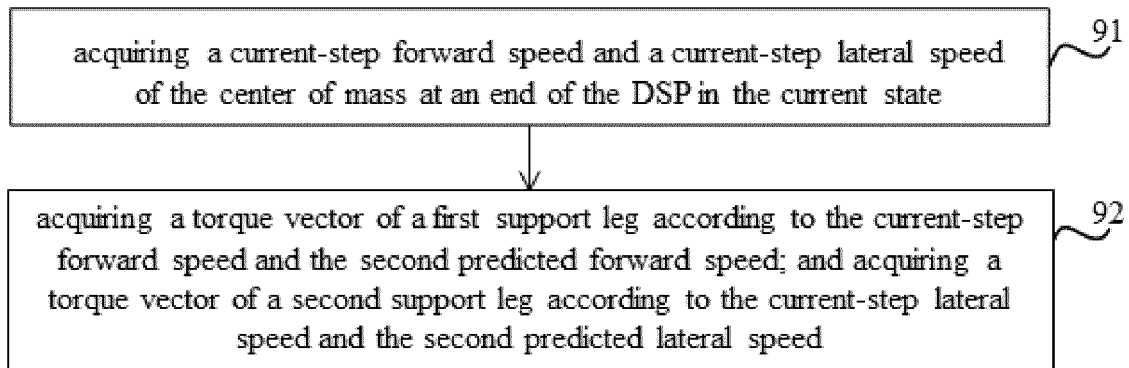 acquiring a current-step forward speed and a current-step lateral speed
of the center of mass at an end of the DSP in the current state
91
acquiring a torque vector of a first support leg according to the current-step
forward speed and the second predicted forward speed; and acquiring a
torque vector of a second support leg according to the current-step lateral
speed and the second predicted lateral speed
92